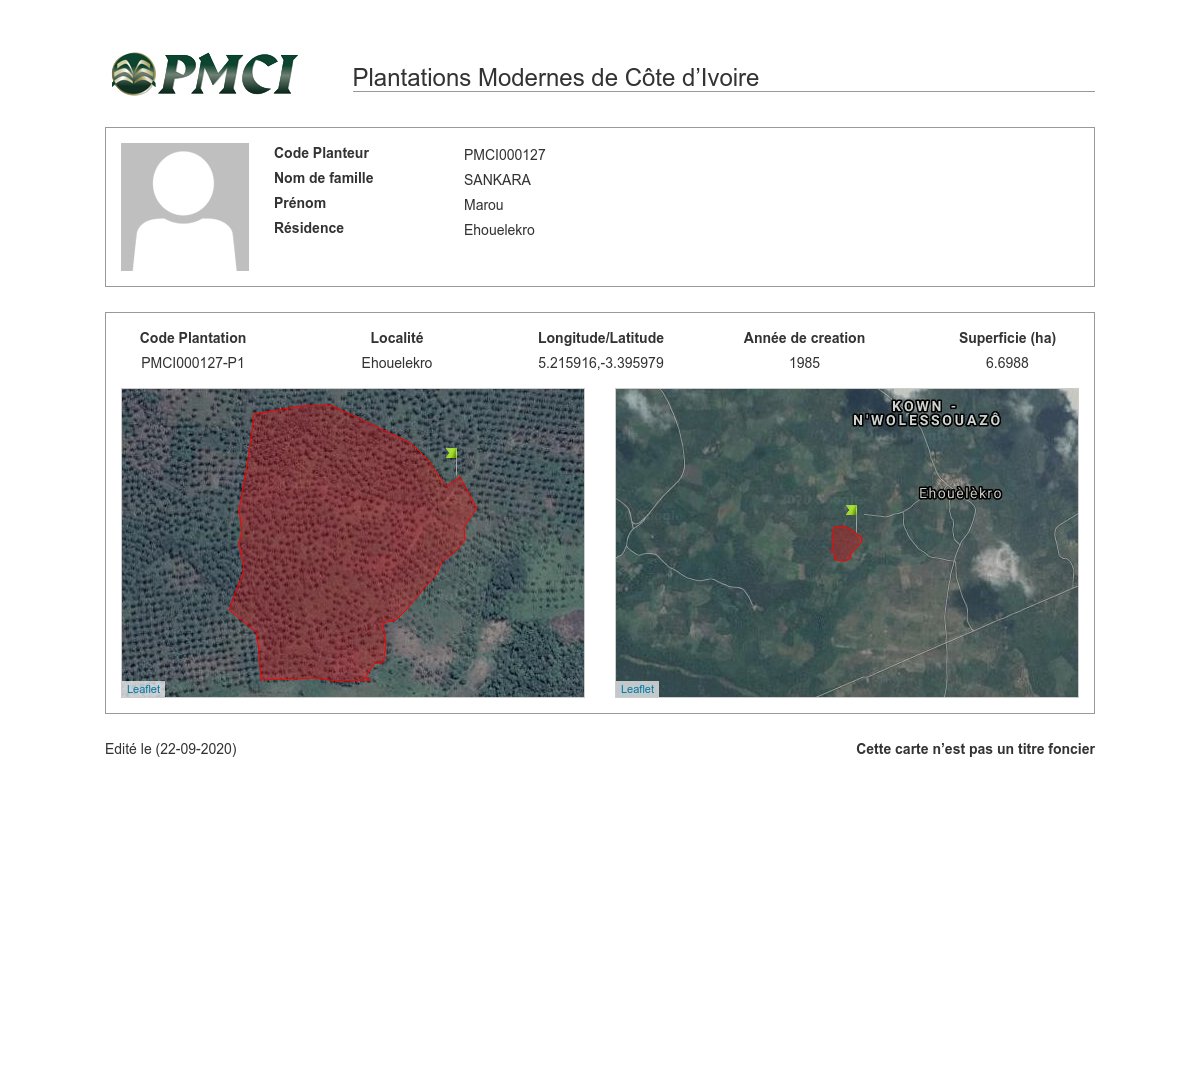 PMCI
Plantations Modernes de Côte d’Ivoire
Code Planteur PMCI000127
Nom de famille SANKARA
Prénom Marou
Résidence Ehouelekro
Code Plantation Localité Longitude/Latitude Année de creation Superficie (ha)
PMCI000127-P1 Ehouelekro 5.215916,-3.395979 1985 6.6988
KOWN -
N'WOLESSOUAZÔ
Ehouèlèkro
Leaflet Leaflet
Edité le (22-09-2020) Cette carte n’est pas un titre foncier